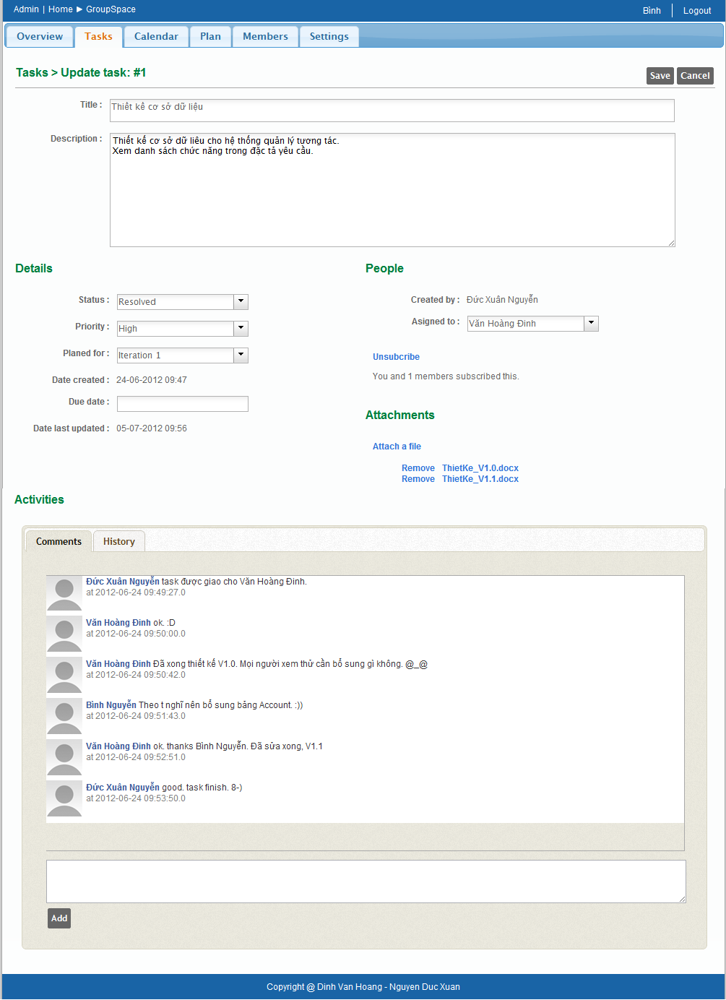 Admin | Home ▶ GroupSpace
Bình | Logout
Overview Tasks Calendar Plan Members Settings
Tasks > Update task: #1
Save Cancel
Title : Thiết kế cơ sở dữ liệu
Description : Thiết kế cơ sở dữ liêu cho hệ thống quản lý tương tác.
Xem danh sách chức năng trong đặc tả yêu cầu.
Details
Status : Resolved
Priority : High
Planed for : Iteration 1
Date created : 24-06-2012 09:47
Due date :
Date last updated : 05-07-2012 09:56
People
Created by : Đức Xuân Nguyễn
Asigned to : Văn Hoàng Đinh
Unsubcribe
You and 1 members subscribed this.
Attachments
Attach a file
Remove ThietKe_V1.0.docx
Remove ThietKe_V1.1.docx
Activities
Comments History
Đức Xuân Nguyễn task được giao cho Văn Hoàng Đinh.
at 2012-06-24 09:49:27.0
Văn Hoàng Đinh ok. :D
at 2012-06-24 09:50:00.0
Văn Hoàng Đinh Đã xong thiết kế V1.0. Mọi người xem thử cần bổ sung gì không. @_@
at 2012-06-24 09:50:42.0
Bình Nguyễn Theo t nghĩ nên bổ sung bảng Account. :))
at 2012-06-24 09:51:43.0
Văn Hoàng Đinh ok. thanks Bình Nguyễn. Đã sửa xong, V1.1
at 2012-06-24 09:52:51.0
Đức Xuân Nguyễn good. task finish. 8-)
at 2012-06-24 09:53:50.0
Add
Copyright @ Dinh Van Hoang - Nguyen Duc Xuan